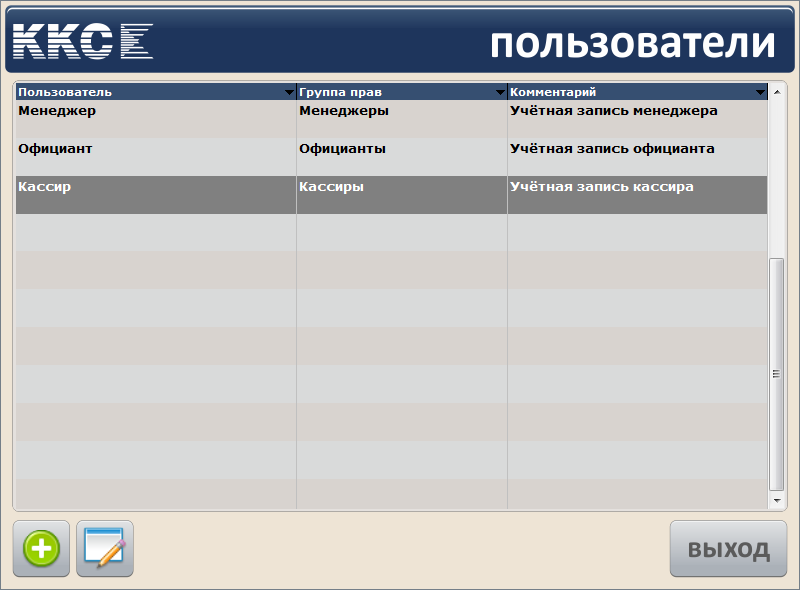 ККСЕ
пользователи
Пользователь Группа прав Комментарий
Менеджер Менеджеры Учётная запись менеджера
Официант Официанты Учётная запись официанта
Кассир Кассиры Учётная запись кассира
ВЫХОД